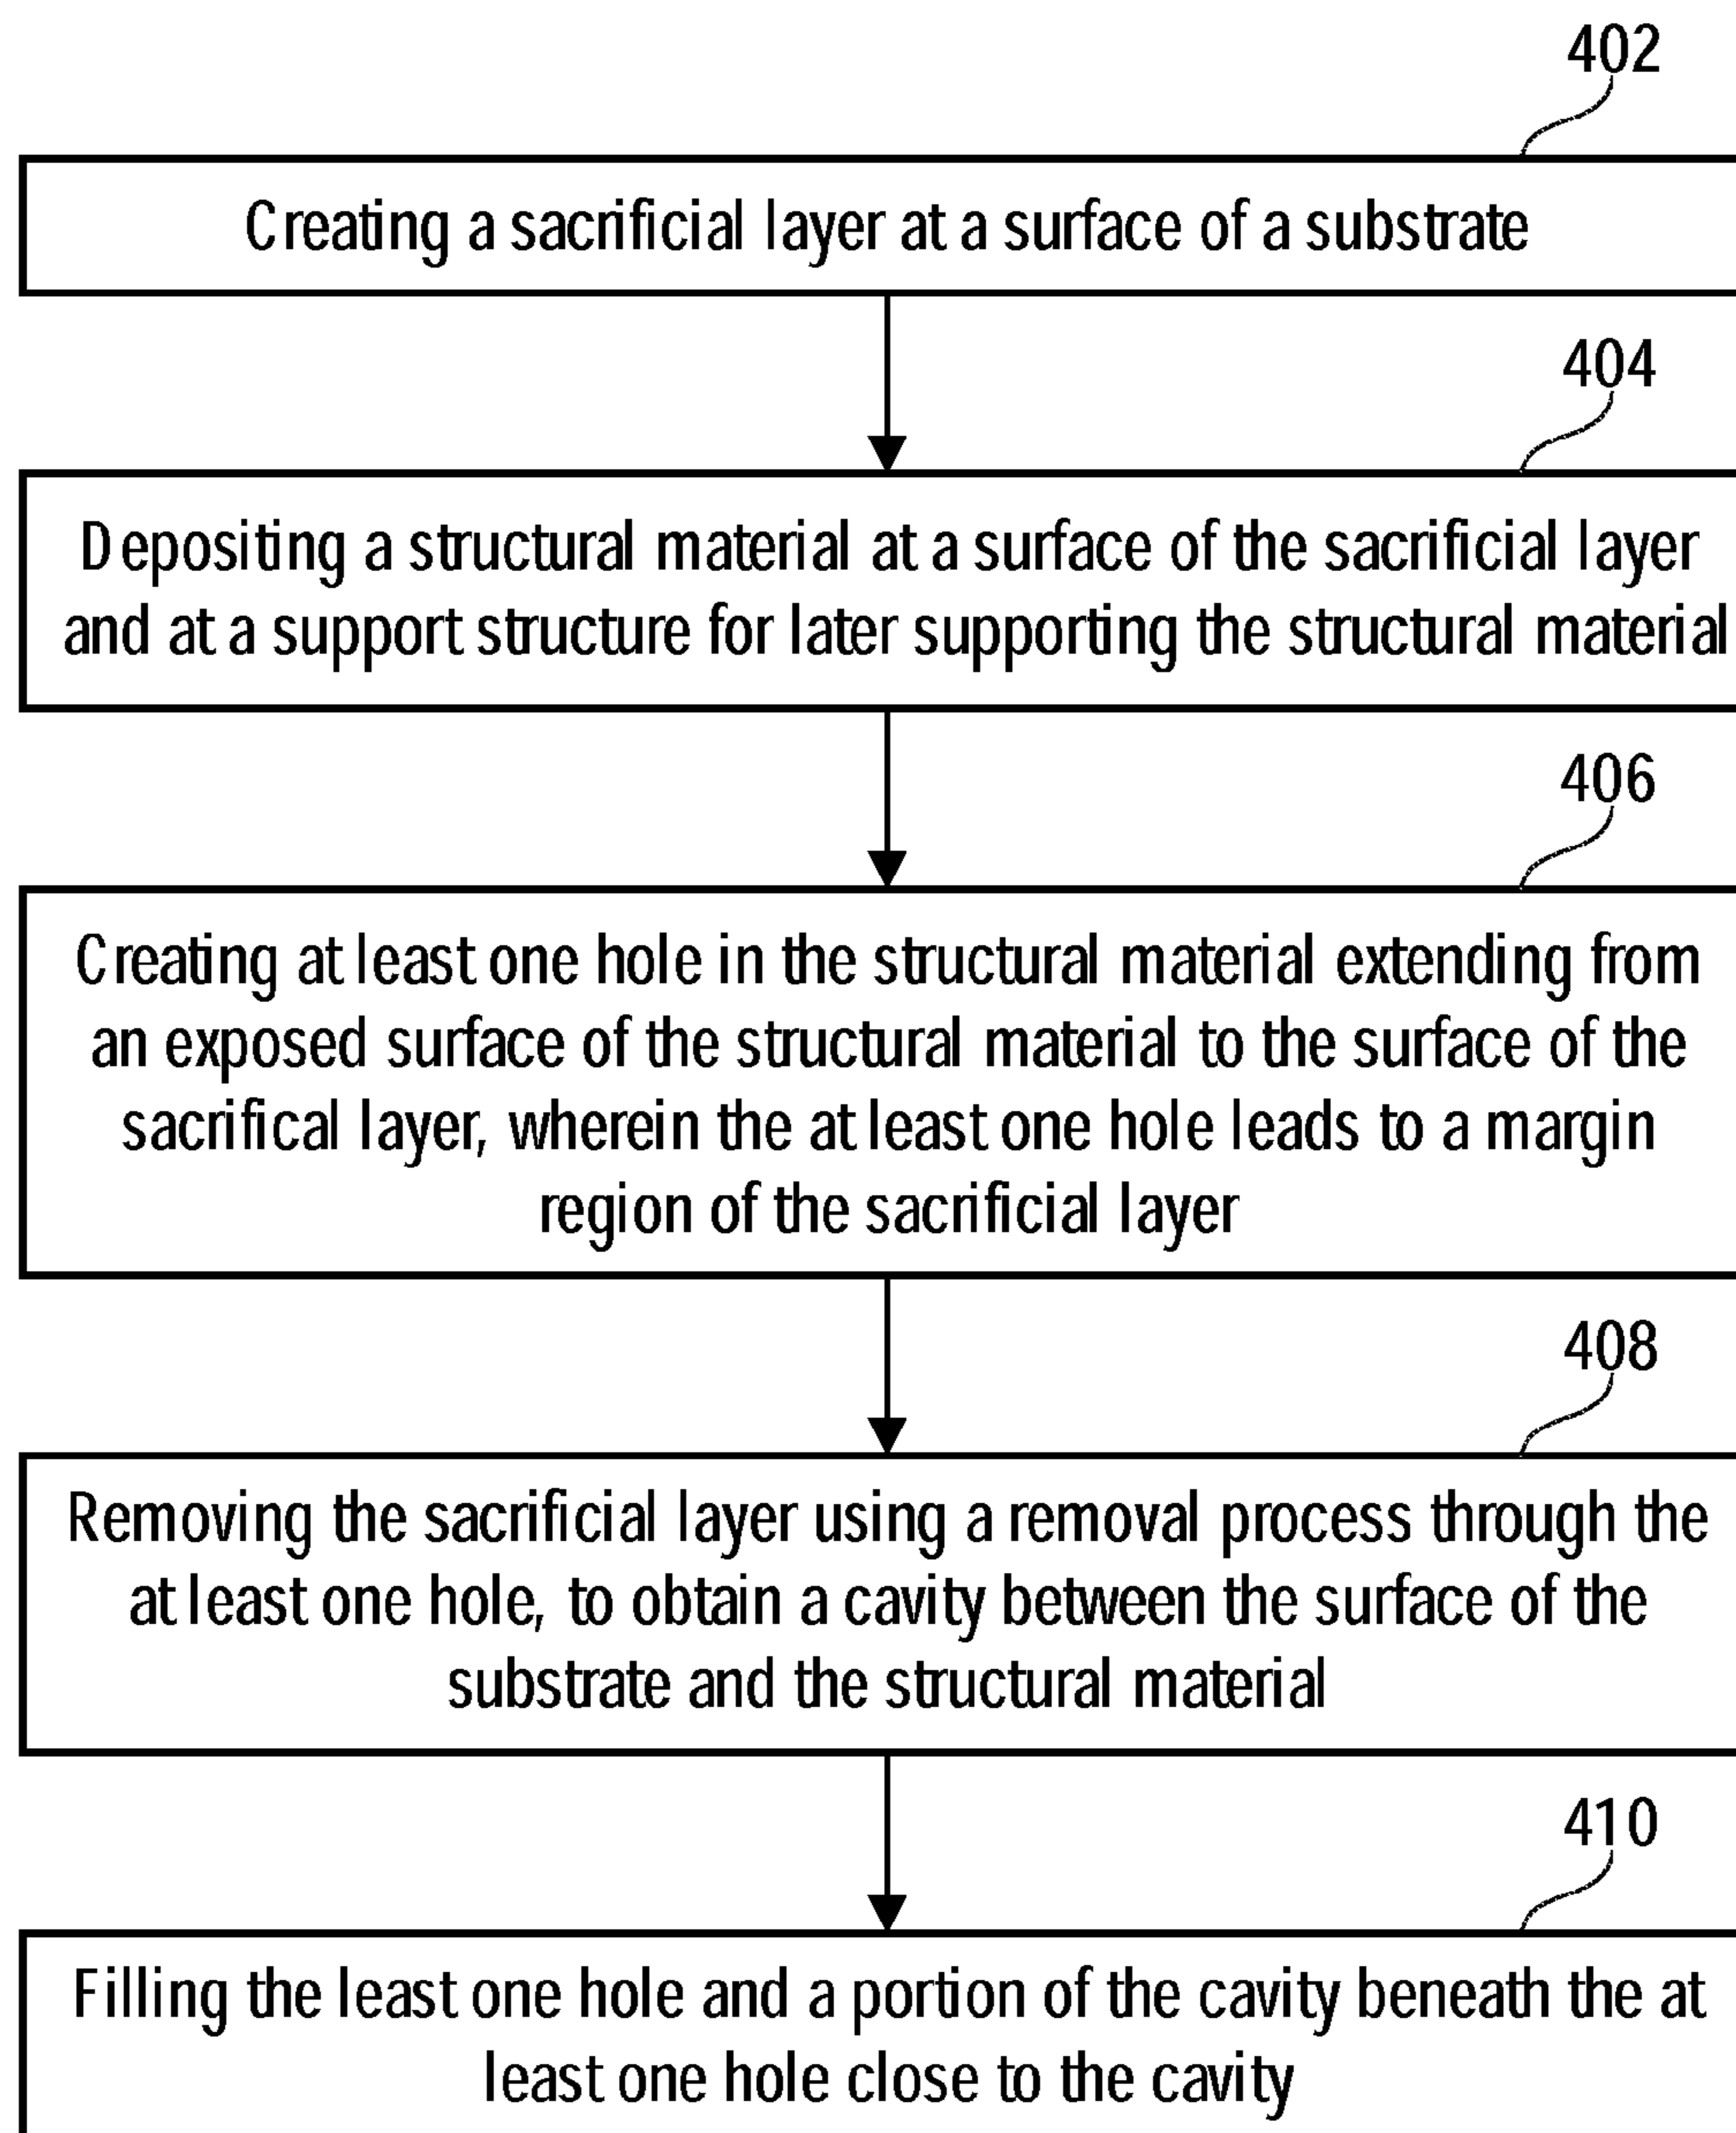 402
Creating a sacrificial layer at a surface of a substrate
404
Depositing a structural material at a surface of the sacrificial layer
and at a support structure for later supporting the structural material
406
Creating at least one hole in the structural material extending from
an exposed surface of the structural material to the surface of the
sacrifical layer, wherein the at least one hole leads to a margin
region of the sacrificial layer
408
Removing the sacrificial layer using a removal process through the
at least one hole, to obtain a cavity between the surface of the
substrate and the structural material
410
Filling the least one hole and a portion of the cavity beneath the at
least one hole close to the cavity